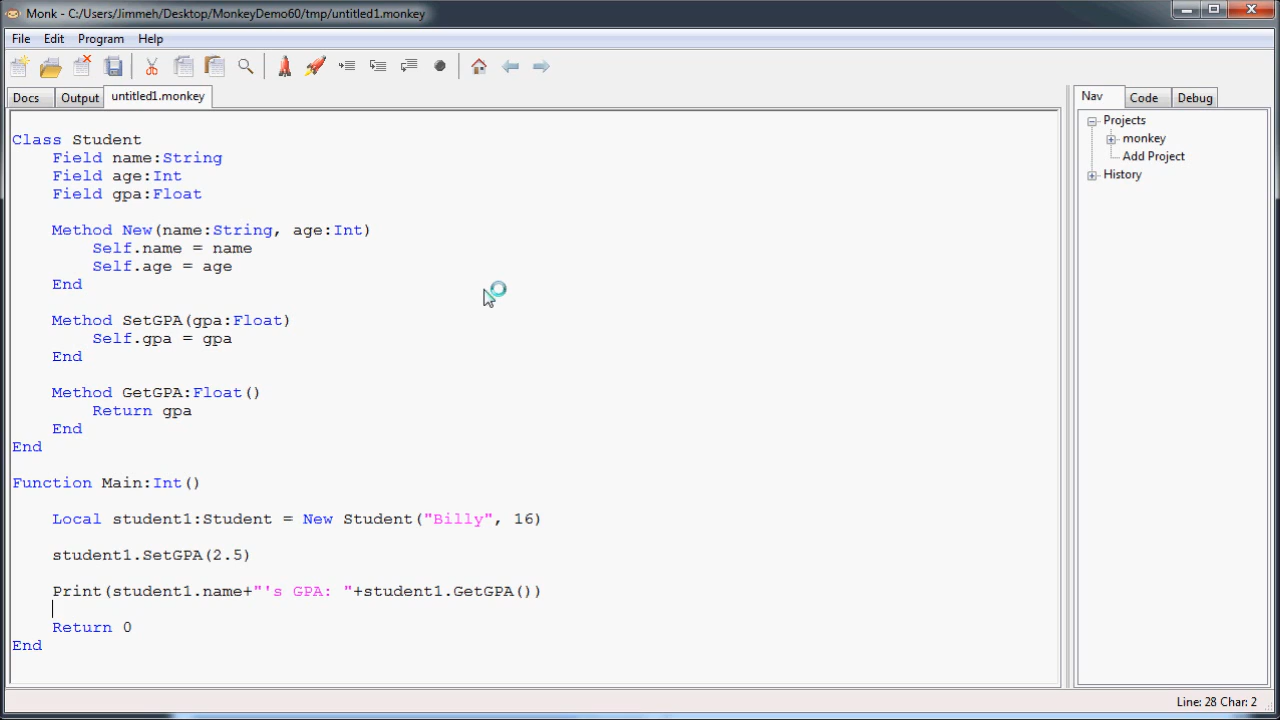 Monk - C:/Users/Jimmeh/Desktop/MonkeyDemo60/tmp/untitled1.monkey
File Edit Program Help
Docs Output untitled1.monkey
Nav Code Debug
Class Student
Field name:String
Field age:Int
Field gpa:Float
Method New(name:String, age:Int)
Self.name = name
Self.age = age
End
Method SetGPA(gpa:Float)
Self.gpa = gpa
End
Method GetGPA:Float()
Return gpa
End
End
Function Main:Int()
Local student1:Student = New Student("Billy", 16)
student1.SetGPA(2.5)
Print(student1.name+"'s GPA: "+student1.GetGPA())
Return 0
End
Projects
monkey
Add Project
History
Line: 28 Char: 2